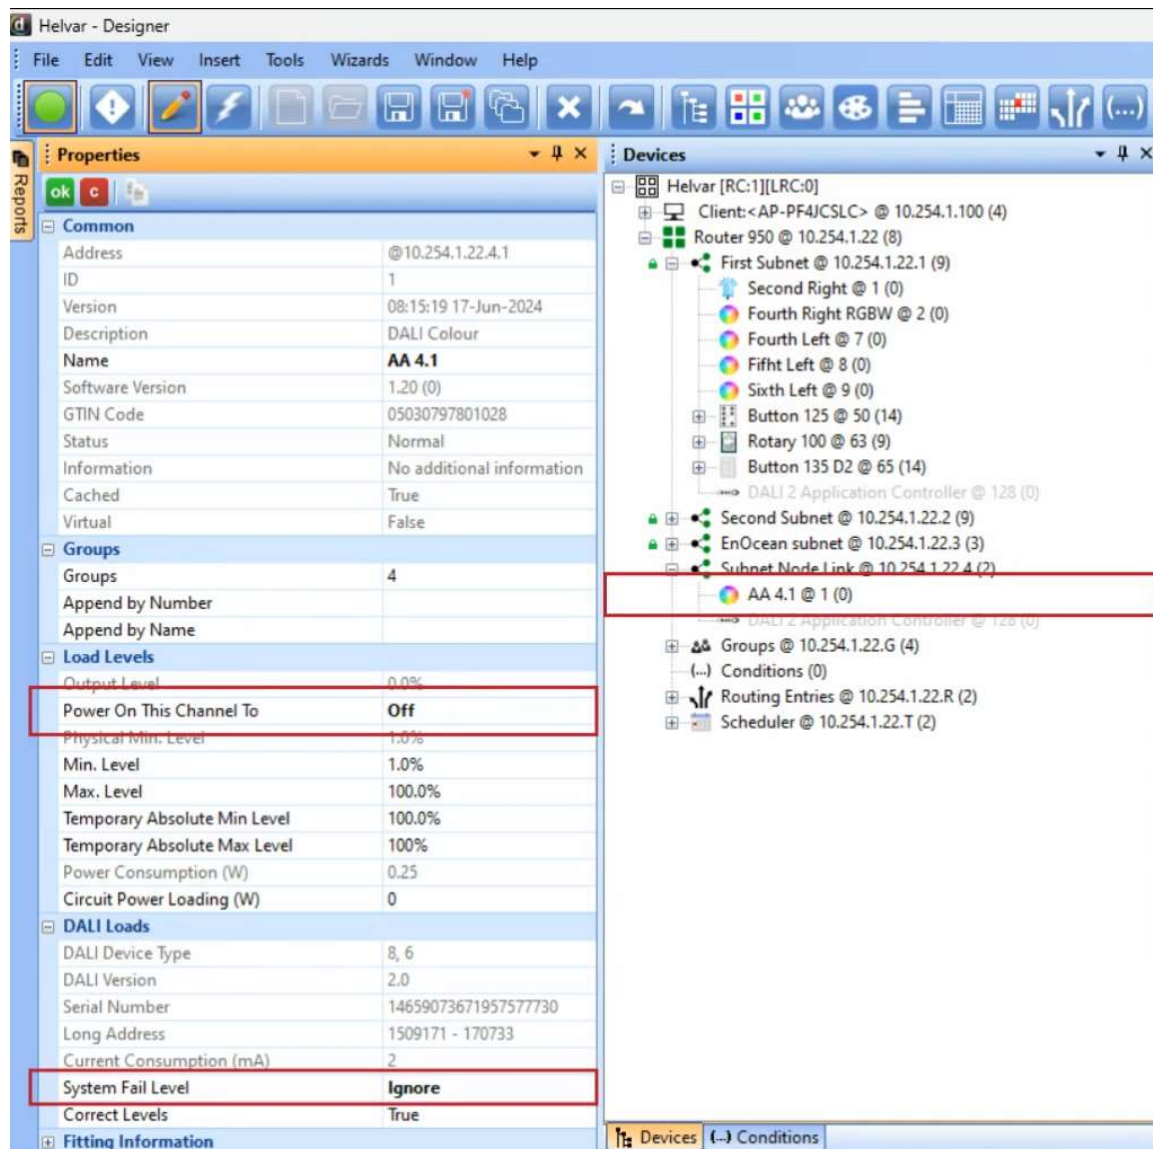 Helvar - Designer
File Edit View Insert Tools Wizards Window Help
Reports
Properties
ok c
Common
Address @10.254.1.22.4.1
ID 1
Version 08:15:19 17-Jun-2024
Description DALI Colour
Name AA 4.1
Software Version 1.20 (0)
GTIN Code 05030797801028
Status Normal
Information No additional information
Cached True
Virtual False
Groups
Groups 4
Append by Number
Append by Name
Load Levels
Output Level 0.0%
Power On This Channel To Off
Physical Min. Level 1.0%
Min. Level 1.0%
Max. Level 100.0%
Temporary Absolute Min Level 100.0%
Temporary Absolute Max Level 100%
Power Consumption (W) 0.25
Circuit Power Loading (W) 0
DALI Loads
DALI Device Type 8, 6
DALI Version 2.0
Serial Number 14659073671957577730
Long Address 1509171 - 170733
Current Consumption (mA) 2
System Fail Level Ignore
Correct Levels True
Fitting Information
Devices
Helvar [RC:1][LRC:0]
Client:<AP-PF4JCSLC> @ 10.254.1.100 (4)
Router 950 @ 10.254.1.22 (8)
First Subnet @ 10.254.1.22.1 (9)
Second Right @ 1 (0)
Fourth Right RGBW @ 2 (0)
Fourth Left @ 7 (0)
Fifht Left @ 8 (0)
Sixth Left @ 9 (0)
Button 125 @ 50 (14)
Rotary 100 @ 63 (9)
Button 135 D2 @ 65 (14)
DALI 2 Application Controller @ 128 (0)
Second Subnet @ 10.254.1.22.2 (9)
EnOcean subnet @ 10.254.1.22.3 (3)
Subnet Node Link @ 10.254.1.22.4 (2)
AA 4.1 @ 1 (0)
DALI 2 Application Controller @ 128 (0)
Groups @ 10.254.1.22.G (4)
(...) Conditions (0)
Routing Entries @ 10.254.1.22.R (2)
Scheduler @ 10.254.1.22.T (2)
Devices (...) Conditions